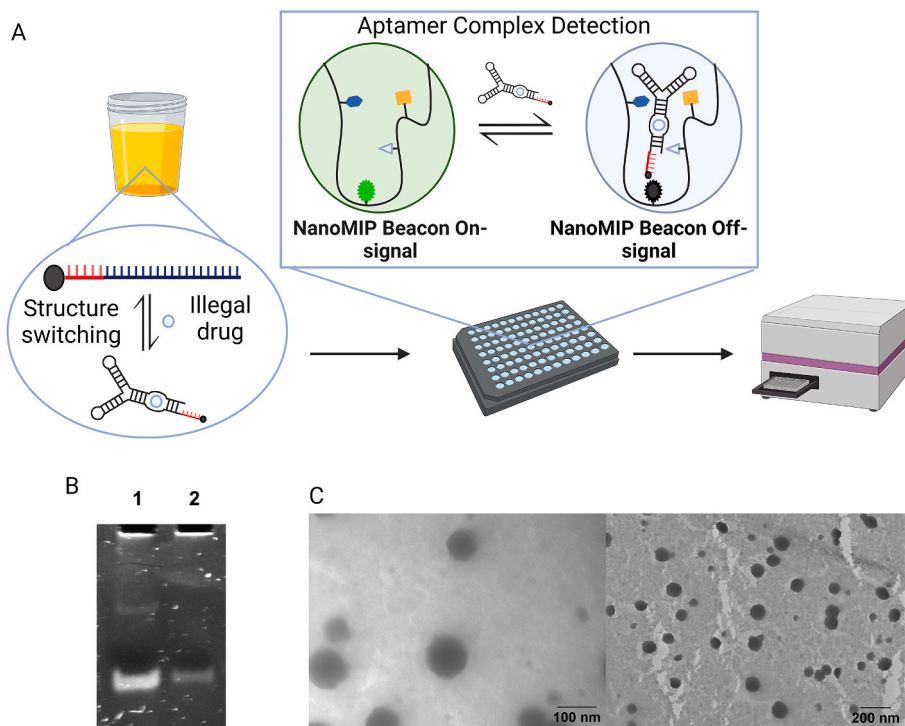 A
Aptamer Complex Detection
NanoMIP Beacon On-
signal
NanoMIP Beacon Off-
signal
Structure
switching
Illegal
drug
B
1 2
C
100 nm
200 nm